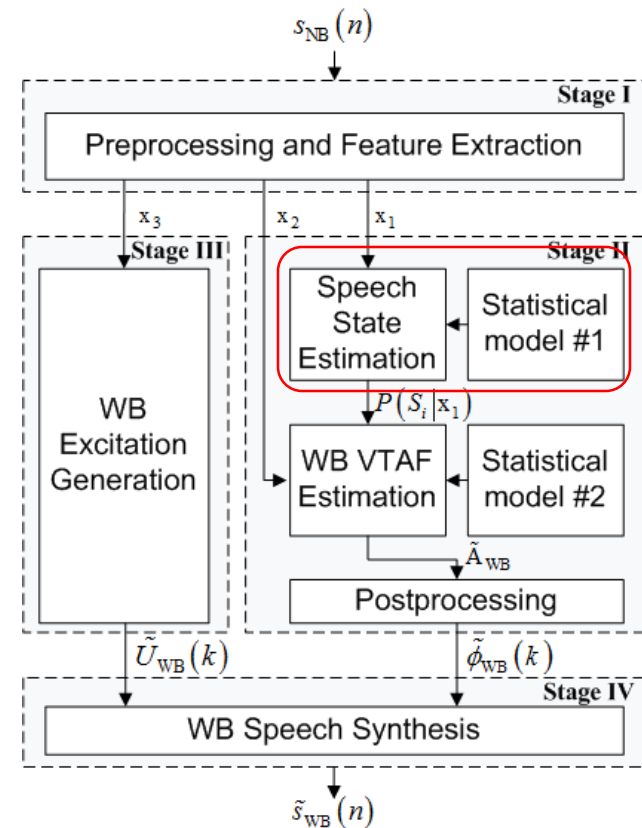 s_NB(n)
Stage I
Preprocessing and Feature Extraction
x_3
x_2
x_1
Stage III
Stage II
WB
Excitation
Generation
Speech
State
Estimation
Statistical
model #1
P(S_i|x_1)
WB VTAF
Estimation
Statistical
model #2
Ã_WB
Postprocessing
Ũ_WB(k)
ϕ̃_WB(k)
Stage IV
WB Speech Synthesis
s̃_WB(n)